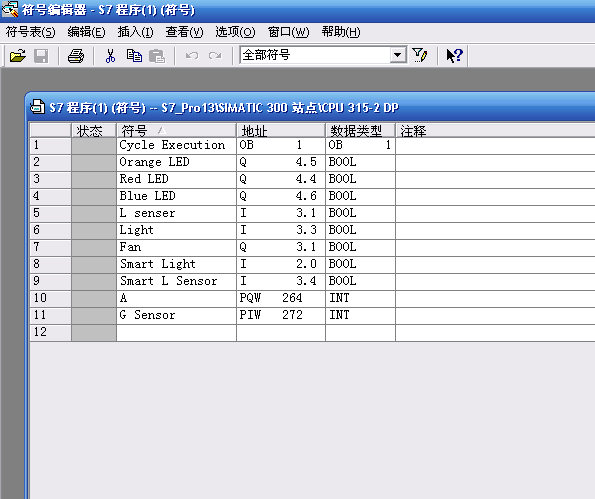 符号编辑器 - S7 程序(1) (符号)
符号表(S) 编辑(E) 插入(I) 查看(V) 选项(O) 窗口(W) 帮助(H)
全部符号
S7 程序(1) (符号) -- S7_Pro13\SIMATIC 300 站点\CPU 315-2 DP
状态 符号 地址 数据类型 注释
1 Cycle Execution OB 1 OB 1
2 Orange LED Q 4.5 BOOL
3 Red LED Q 4.4 BOOL
4 Blue LED Q 4.6 BOOL
5 L senser I 3.1 BOOL
6 Light I 3.3 BOOL
7 Fan Q 3.1 BOOL
8 Smart Light I 2.0 BOOL
9 Smart L Sensor I 3.4 BOOL
10 A PQW 264 INT
11 G Sensor PIW 272 INT
12